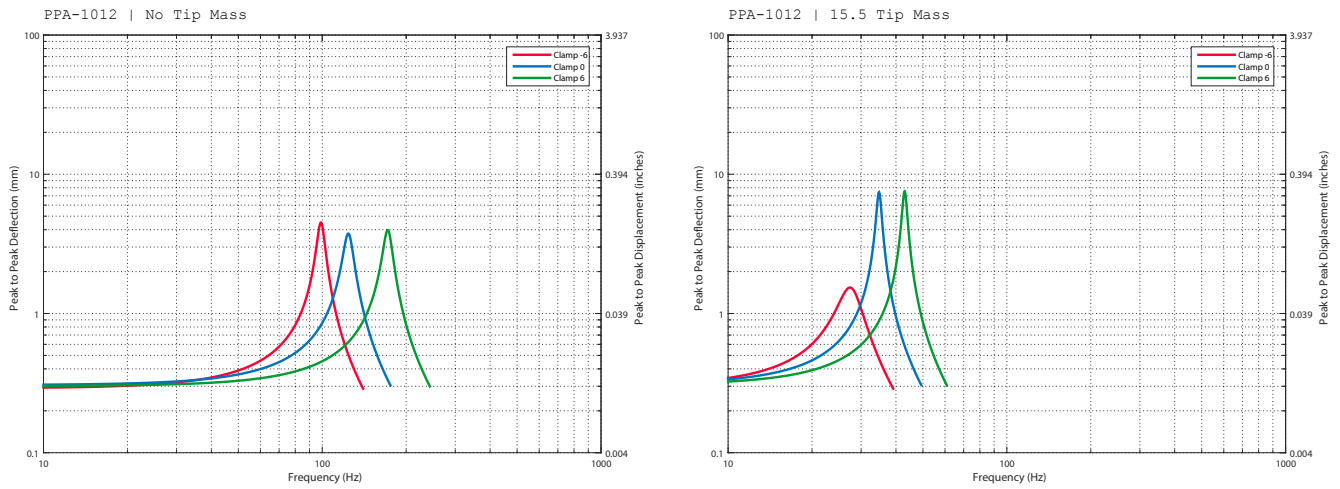 PPA-1012 | No Tip Mass
100
10
1
0.1
Peak to Peak Deflection (mm)
3.937
0.394
0.039
0.004
Peak to Peak Displacement (inches)
Clamp -6
Clamp 0
Clamp 6
10
100
1000
Frequency (Hz)
PPA-1012 | 15.5 Tip Mass
100
10
1
0.1
Peak to Peak Deflection (mm)
3.937
0.394
0.039
0.004
Peak to Peak Displacement (inches)
Clamp -6
Clamp 0
Clamp 6
10
100
1000
Frequency (Hz)